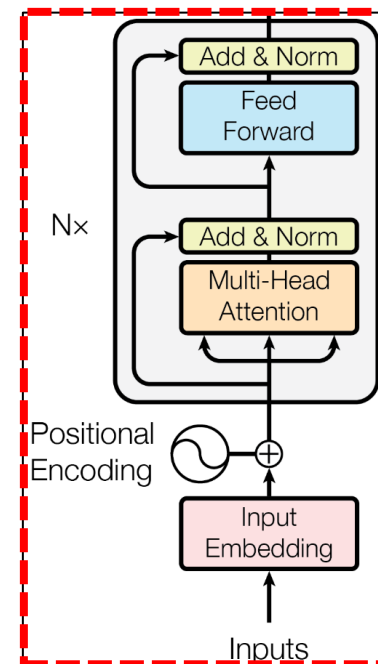 Add & Norm
Feed
Forward
N×
Add & Norm
Multi-Head
Attention
Positional
Encoding
Input
Embedding
Inputs